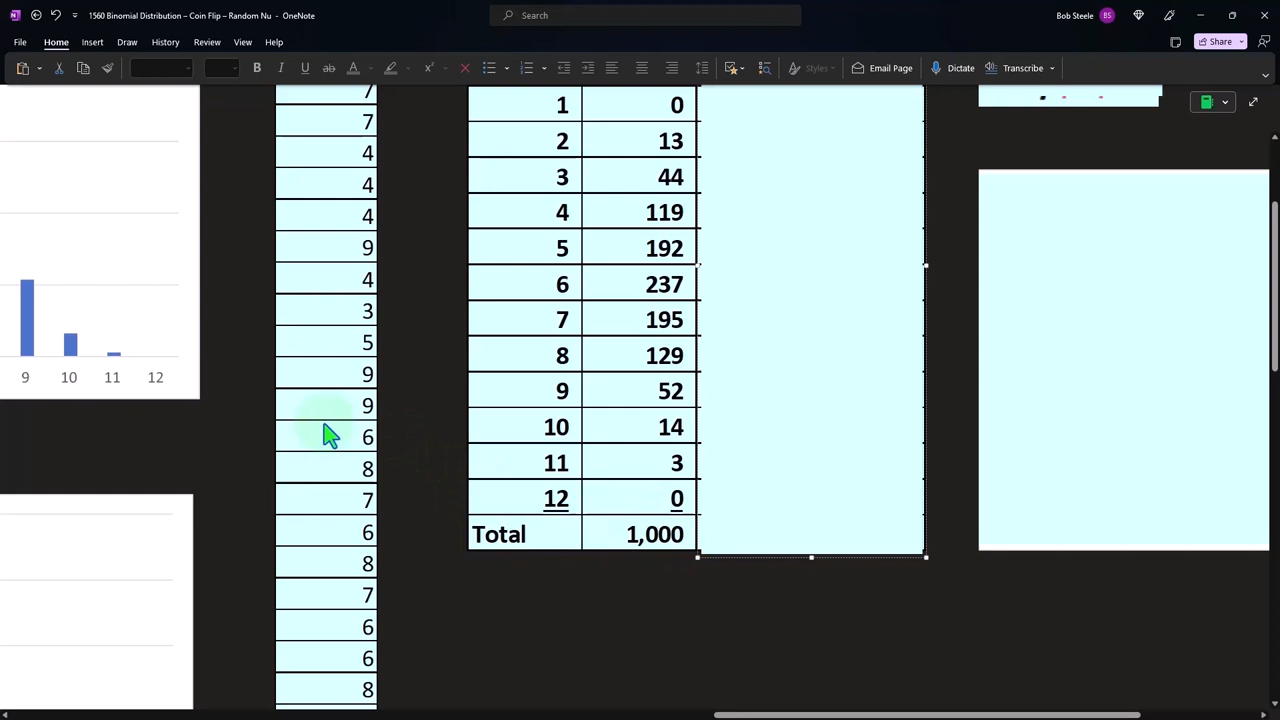 1560 Binomial Distribution – Coin Flip – Random Nu - OneNote
Search
Bob Steele
BS
File
Home
Insert
Draw
History
Review
View
Help
Share
Email Page
Dictate
Transcribe
Styles
9 10 11 12
7
7
4
4
4
9
4
3
5
9
9
6
8
7
6
8
7
6
6
8
1 0
2 13
3 44
4 119
5 192
6 237
7 195
8 129
9 52
10 14
11 3
12 0
Total 1,000